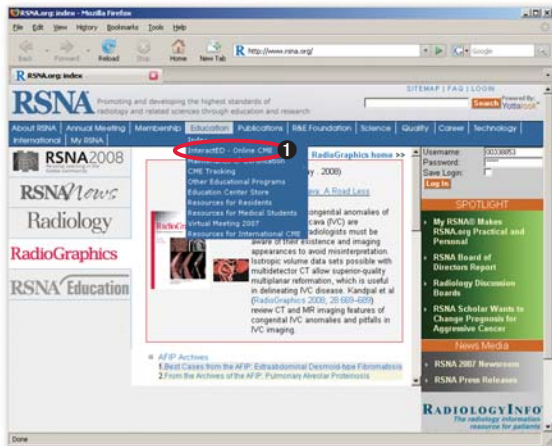 RSNA.org: index - Mozilla Firefox
File Edit View History Bookmarks Tools Help
Back Forward Reload Stop Home New Tab
http://www.rsna.org/
Google
RSNA.org: index
SITEMAP | FAQ | LOGIN
RSNA
Promoting and developing the highest standards of
radiology and related sciences through education and research
Search
Powered By:
Yottalook
About RSNA | Annual Meeting | Membership | Education | Publications | R&E Foundation | Science | Quality | Career | Technology
International | My RSNA
InteractED - Online CME
1
CME Tracking
Other Educational Programs
Education Center Store
Resources for Residents
Resources for Medical Students
Virtual Meeting 2007
Resources for International CME
RSNA2008
RSNA News
Radiology
RadioGraphics
RSNA Education
RadioGraphics home >>
2008)
A Road Less
congenital anomalies of
cava (IVC) are
radiologists must be
aware of their existence and imaging
appearances to avoid misinterpretation.
Isotropic volume data sets possible with
multidetector CT allow superior-quality
multiplanar reformation, which is useful
in delineating IVC disease. Kandpal et al
(RadioGraphics 2008; 28:669-689)
review CT and MR imaging features of
congenital IVC anomalies and pitfalls in
IVC imaging.
AFIP Archives
1.Best Cases from the AFIP: Extraabdominal Desmoid-type Fibromatosis
2.From the Archives of the AFIP: Pulmonary Alveolar Proteinosis
Username:
Password:
Save Login:
Log In
SPOTLIGHT
My RSNA® Makes
RSNA.org Practical and
Personal
RSNA Board of
Directors Report
Radiology Discussion
Boards
RSNA Scholar Wants to
Change Prognosis for
Aggressive Cancer
News Media
RSNA 2007 Newsroom
RSNA Press Releases
RADIOLOGYINFO
The radiology information
resource for patients
Done